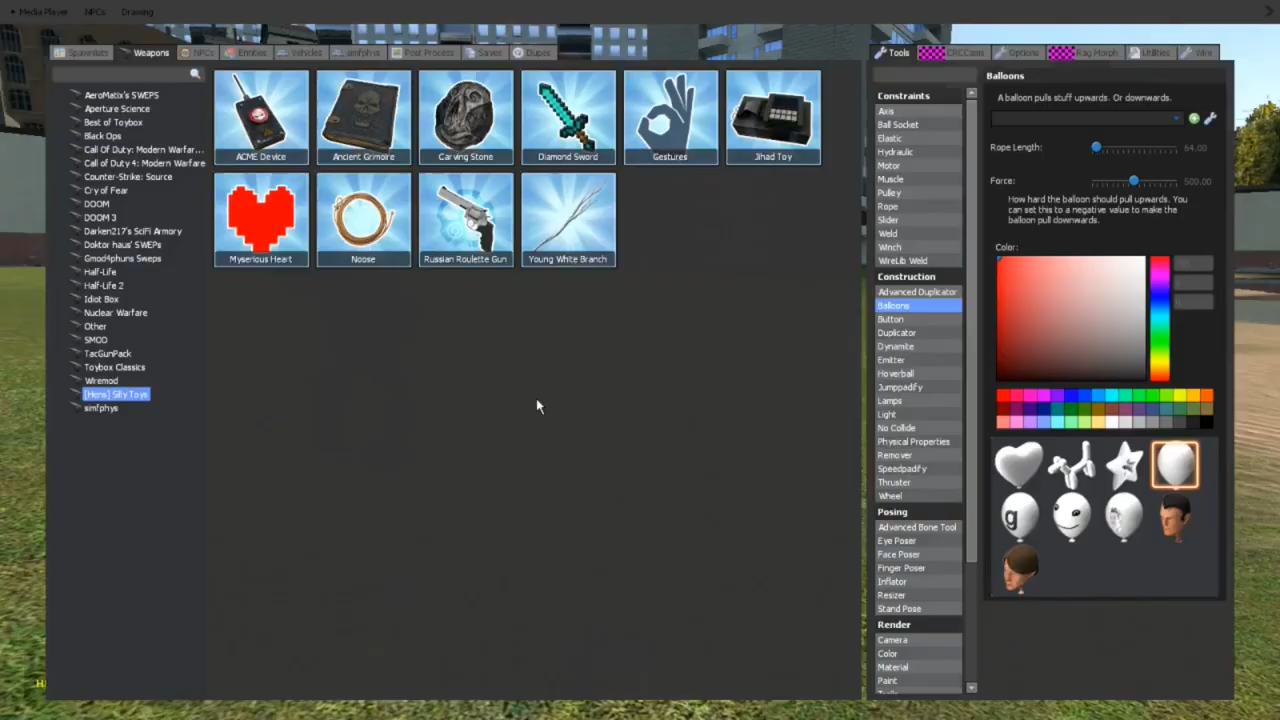 Media Player NPCs Drawing
Spawnlists Weapons NPCs Entities Vehicles simfphys Post Process Saves Dupes
Tools CRCCams Options Rag Morph Utilities Wire
AeroMatix's SWEPS
Aperture Science
Best of Toybox
Black Ops
Call Of Duty: Modern Warfar...
Call of Duty 4: Modern Warfare
Counter-Strike: Source
Cry of Fear
DOOM
DOOM 3
Darken217's SciFi Armory
Doktor haus' SWEPs
Gmod4phuns Sweps
Half-Life
Half-Life 2
Idiot Box
Nuclear Warfare
Other
SMOD
TacGunPack
Toybox Classics
Wiremod
[Hens] Silly Toys
simfphys
ACME Device
Ancient Grimoire
Carving Stone
Diamond Sword
Gestures
Jihad Toy
Myserious Heart
Noose
Russian Roulette Gun
Young White Branch
Constraints
Axis
Ball Socket
Elastic
Hydraulic
Motor
Muscle
Pulley
Rope
Slider
Weld
Winch
WireLib Weld
Construction
Advanced Duplicator
Balloons
Button
Duplicator
Dynamite
Emitter
Hoverball
Jumppadify
Lamps
Light
No Collide
Physical Properties
Remover
Speedpadify
Thruster
Wheel
Posing
Advanced Bone Tool
Eye Poser
Face Poser
Finger Poser
Inflator
Resizer
Stand Pose
Render
Camera
Color
Material
Paint
Balloons
A balloon pulls stuff upwards. Or downwards.
Rope Length: 64.00
Force: 500.00
How hard the balloon should pull upwards. You
can set this to a negative value to make the
balloon pull downwards.
Color:
g